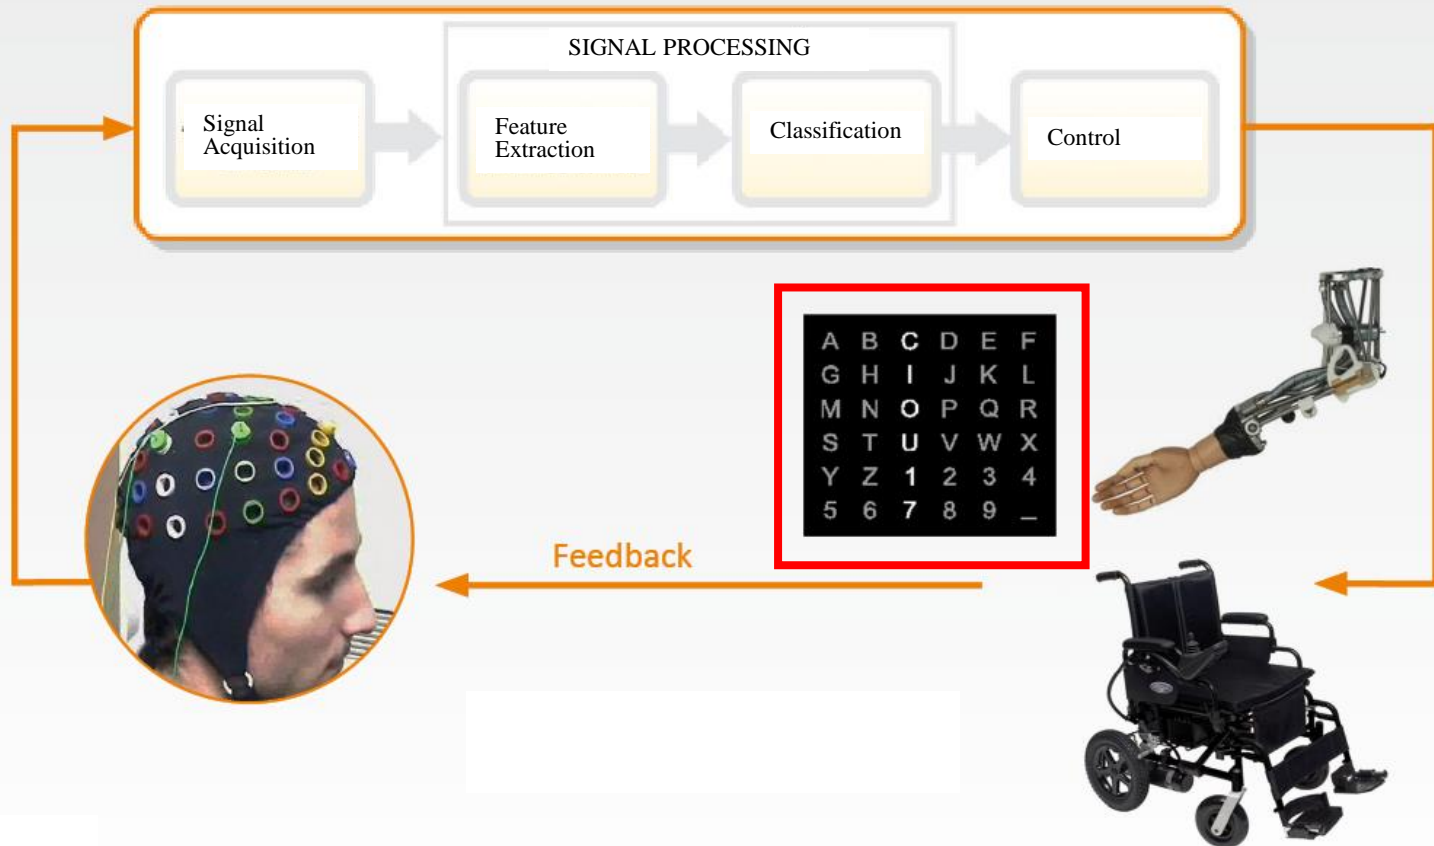 SIGNAL PROCESSING
Signal
Acquisition
Feature
Extraction
Classification
Control
A B C D E F
G H I J K L
M N O P Q R
S T U V W X
Y Z 1 2 3 4
5 6 7 8 9 _
Feedback